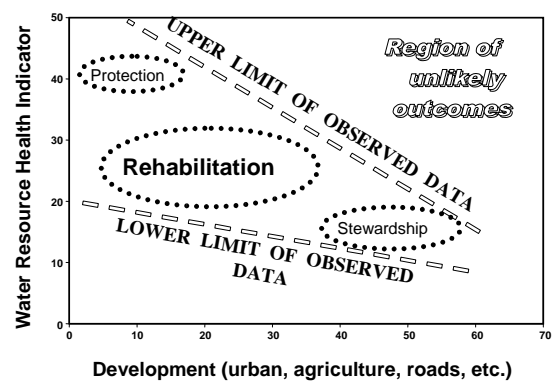 Water Resource Health Indicator
50
40
30
20
10
0
Protection
UPPER LIMIT OF OBSERVED DATA
Region of
unlikely
outcomes
Rehabilitation
Stewardship
LOWER LIMIT OF OBSERVED
DATA
0 10 20 30 40 50 60 70
Development (urban, agriculture, roads, etc.)